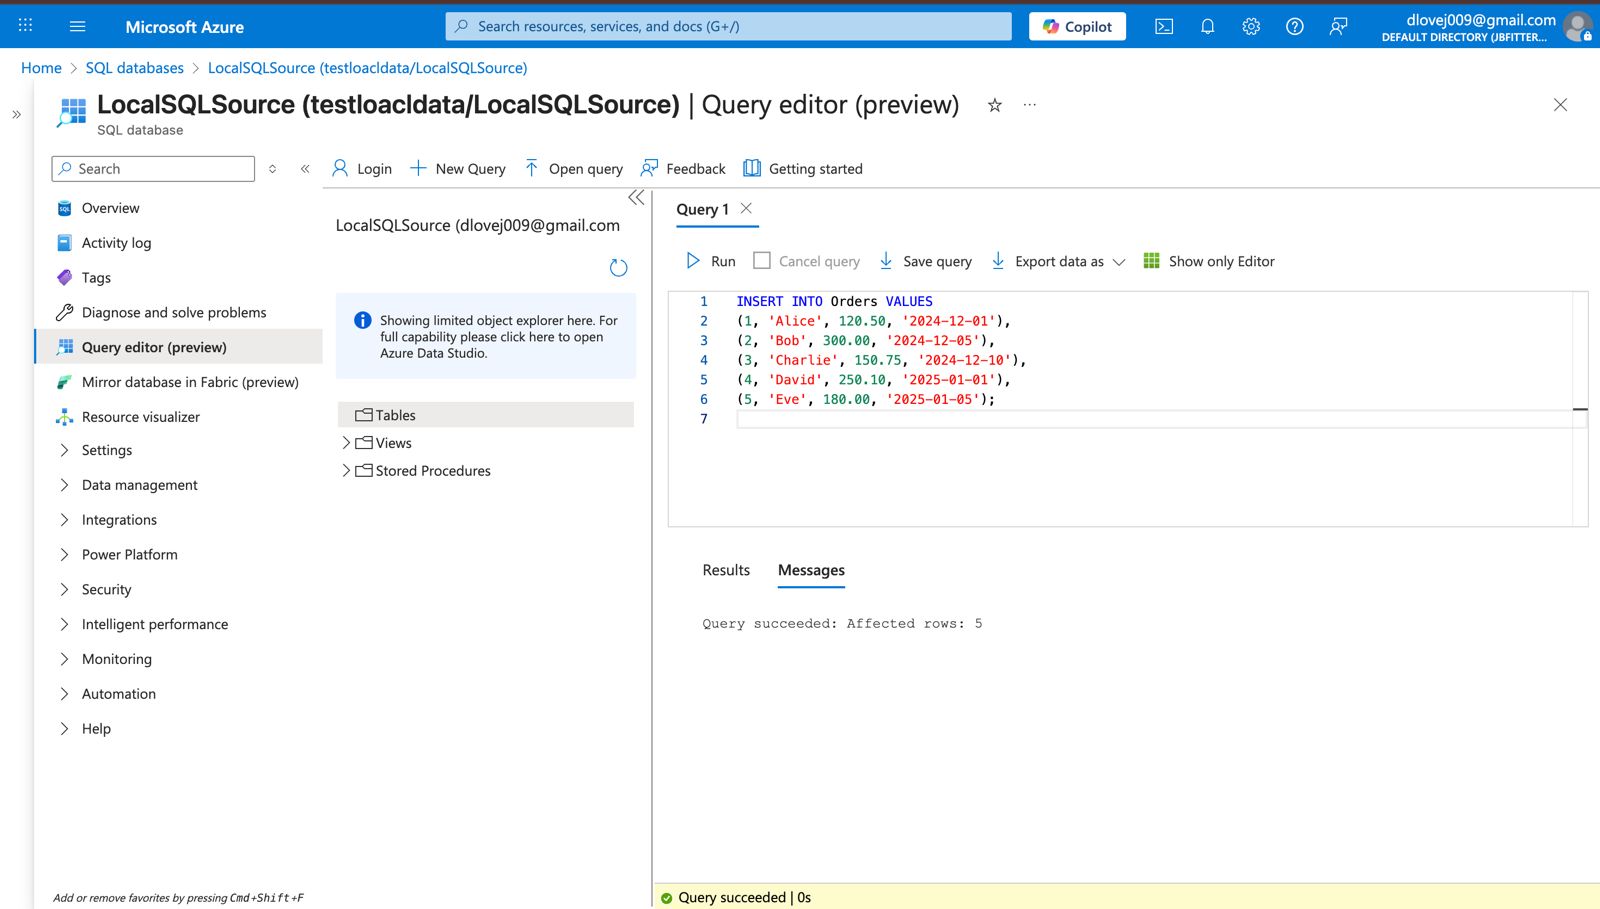 Microsoft Azure
Search resources, services, and docs (G+/)
Copilot
dlovej009@gmail.com
DEFAULT DIRECTORY (JBFITTER...
Home > SQL databases > LocalSQLSource (testloacldata/LocalSQLSource)
LocalSQLSource (testloacldata/LocalSQLSource) | Query editor (preview)
SQL database
Search
Login
New Query
Open query
Feedback
Getting started
Overview
Activity log
Tags
Diagnose and solve problems
Query editor (preview)
Mirror database in Fabric (preview)
Resource visualizer
Settings
Data management
Integrations
Power Platform
Security
Intelligent performance
Monitoring
Automation
Help
Add or remove favorites by pressing Cmd+Shift+F
LocalSQLSource (dlovej009@gmail.com
Showing limited object explorer here. For
full capability please click here to open
Azure Data Studio.
Tables
Views
Stored Procedures
Query 1
Run
Cancel query
Save query
Export data as
Show only Editor
1 INSERT INTO Orders VALUES
2 (1, 'Alice', 120.50, '2024-12-01'),
3 (2, 'Bob', 300.00, '2024-12-05'),
4 (3, 'Charlie', 150.75, '2024-12-10'),
5 (4, 'David', 250.10, '2025-01-01'),
6 (5, 'Eve', 180.00, '2025-01-05');
7
Results
Messages
Query succeeded: Affected rows: 5
Query succeeded | 0s